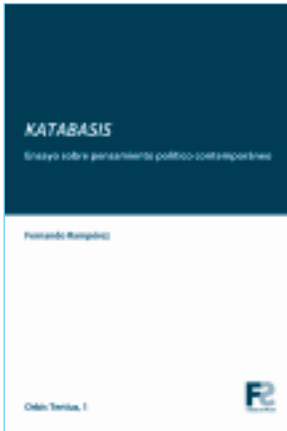 KATABASIS
Ensayo sobre pensamiento político contemporáneo
Fernando Rampérez
Orbis Tertius, 1